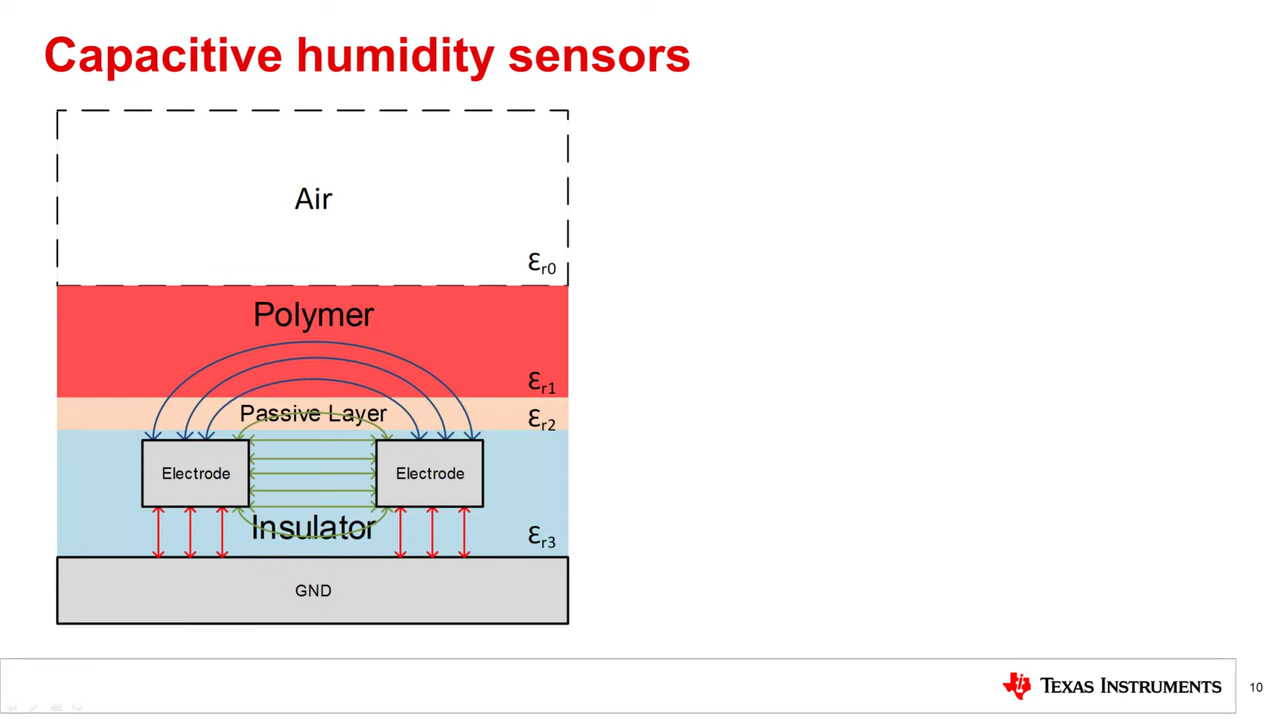 Capacitive humidity sensors
Air
εr0
Polymer
εr1
Passive Layer
εr2
Electrode
Electrode
Insulator
εr3
GND
TEXAS INSTRUMENTS
10